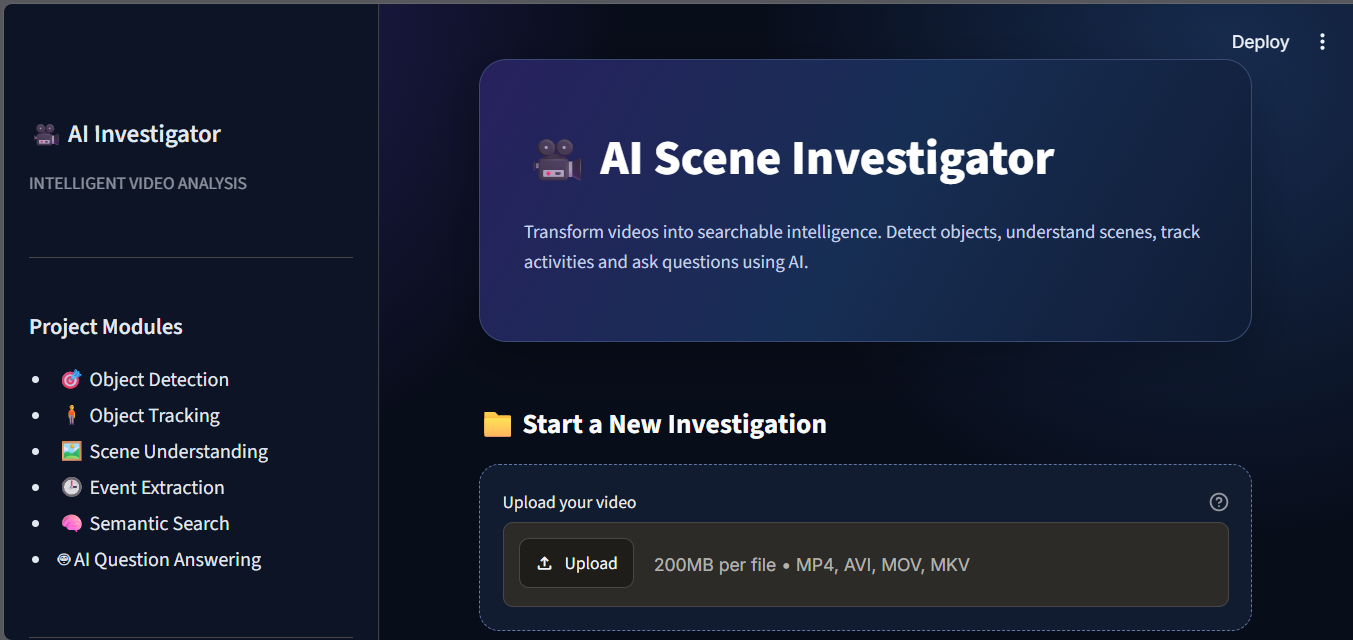 Deploy
AI Investigator
INTELLIGENT VIDEO ANALYSIS
Project Modules
Object Detection
Object Tracking
Scene Understanding
Event Extraction
Semantic Search
AI Question Answering
AI Scene Investigator
Transform videos into searchable intelligence. Detect objects, understand scenes, track
activities and ask questions using AI.
Start a New Investigation
Upload your video
Upload
200MB per file • MP4, AVI, MOV, MKV